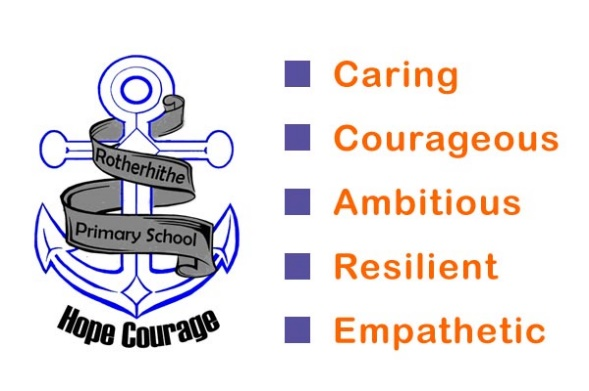 Rotherhithe
Primary School
Hope Courage
Caring
Courageous
Ambitious
Resilient
Empathetic